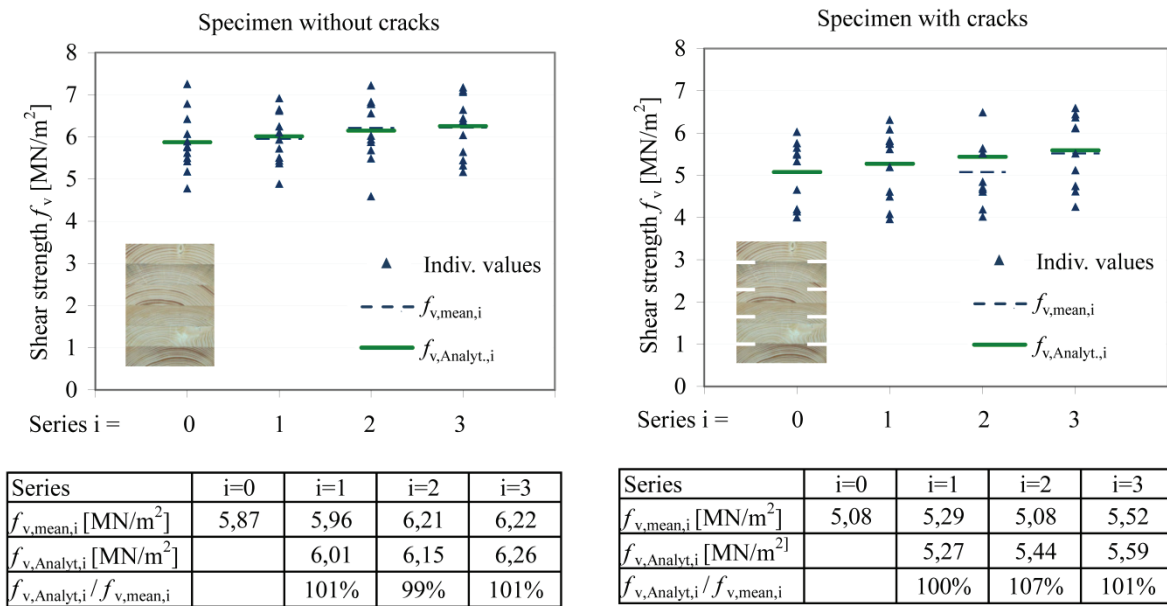 Specimen without cracks
8
7
6
5
4
3
2
1
0
Shear strength f_v [MN/m²]
Indiv. values
f_v,mean,i
f_v,Analyt.,i
Series i = 0 1 2 3
Series i=0 i=1 i=2 i=3
f_v,mean,i [MN/m²] 5,87 5,96 6,21 6,22
f_v,Analyt,i [MN/m²] 6,01 6,15 6,26
f_v,Analyt,i / f_v,mean,i 101% 99% 101%
Specimen with cracks
8
7
6
5
4
3
2
1
0
Shear strength f_v [MN/m²]
Indiv. values
f_v,mean,i
f_v,Analyt.,i
Series i = 0 1 2 3
Series i=0 i=1 i=2 i=3
f_v,mean,i [MN/m²] 5,08 5,29 5,08 5,52
f_v,Analyt,i [MN/m²] 5,27 5,44 5,59
f_v,Analyt,i / f_v,mean,i 100% 107% 101%